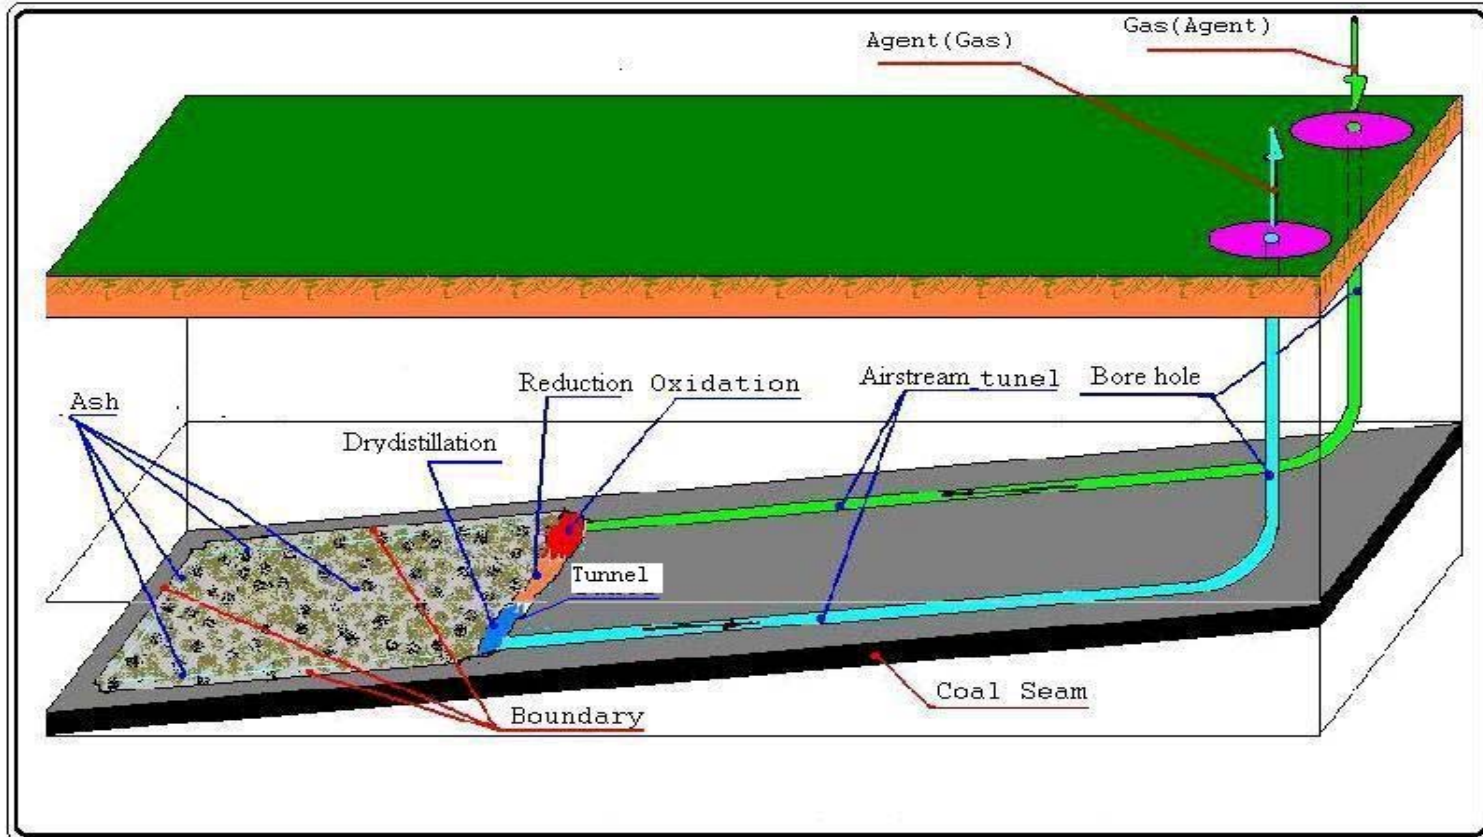 Gas(Agent)
Agent(Gas)
Reduction Oxidation
Airstream_tunel
Bore hole
Ash
Drydistillation
Tunnel
Coal Seam
Boundary